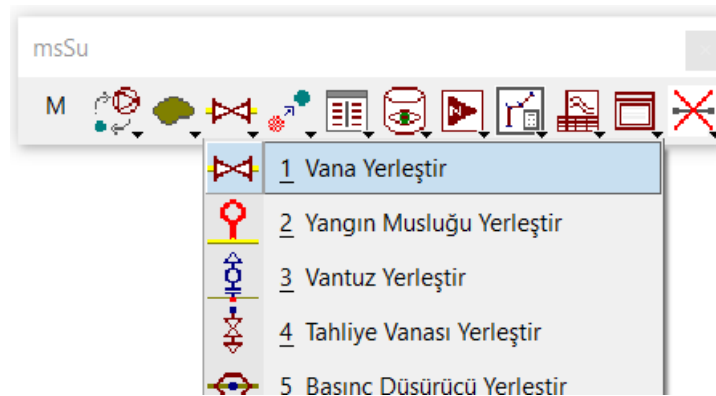 msSu
M
1 Vana Yerleştir
2 Yangın Musluğu Yerleştir
3 Vantuz Yerleştir
4 Tahliye Vanası Yerleştir
5 Basınç Düşürücü Yerleştir